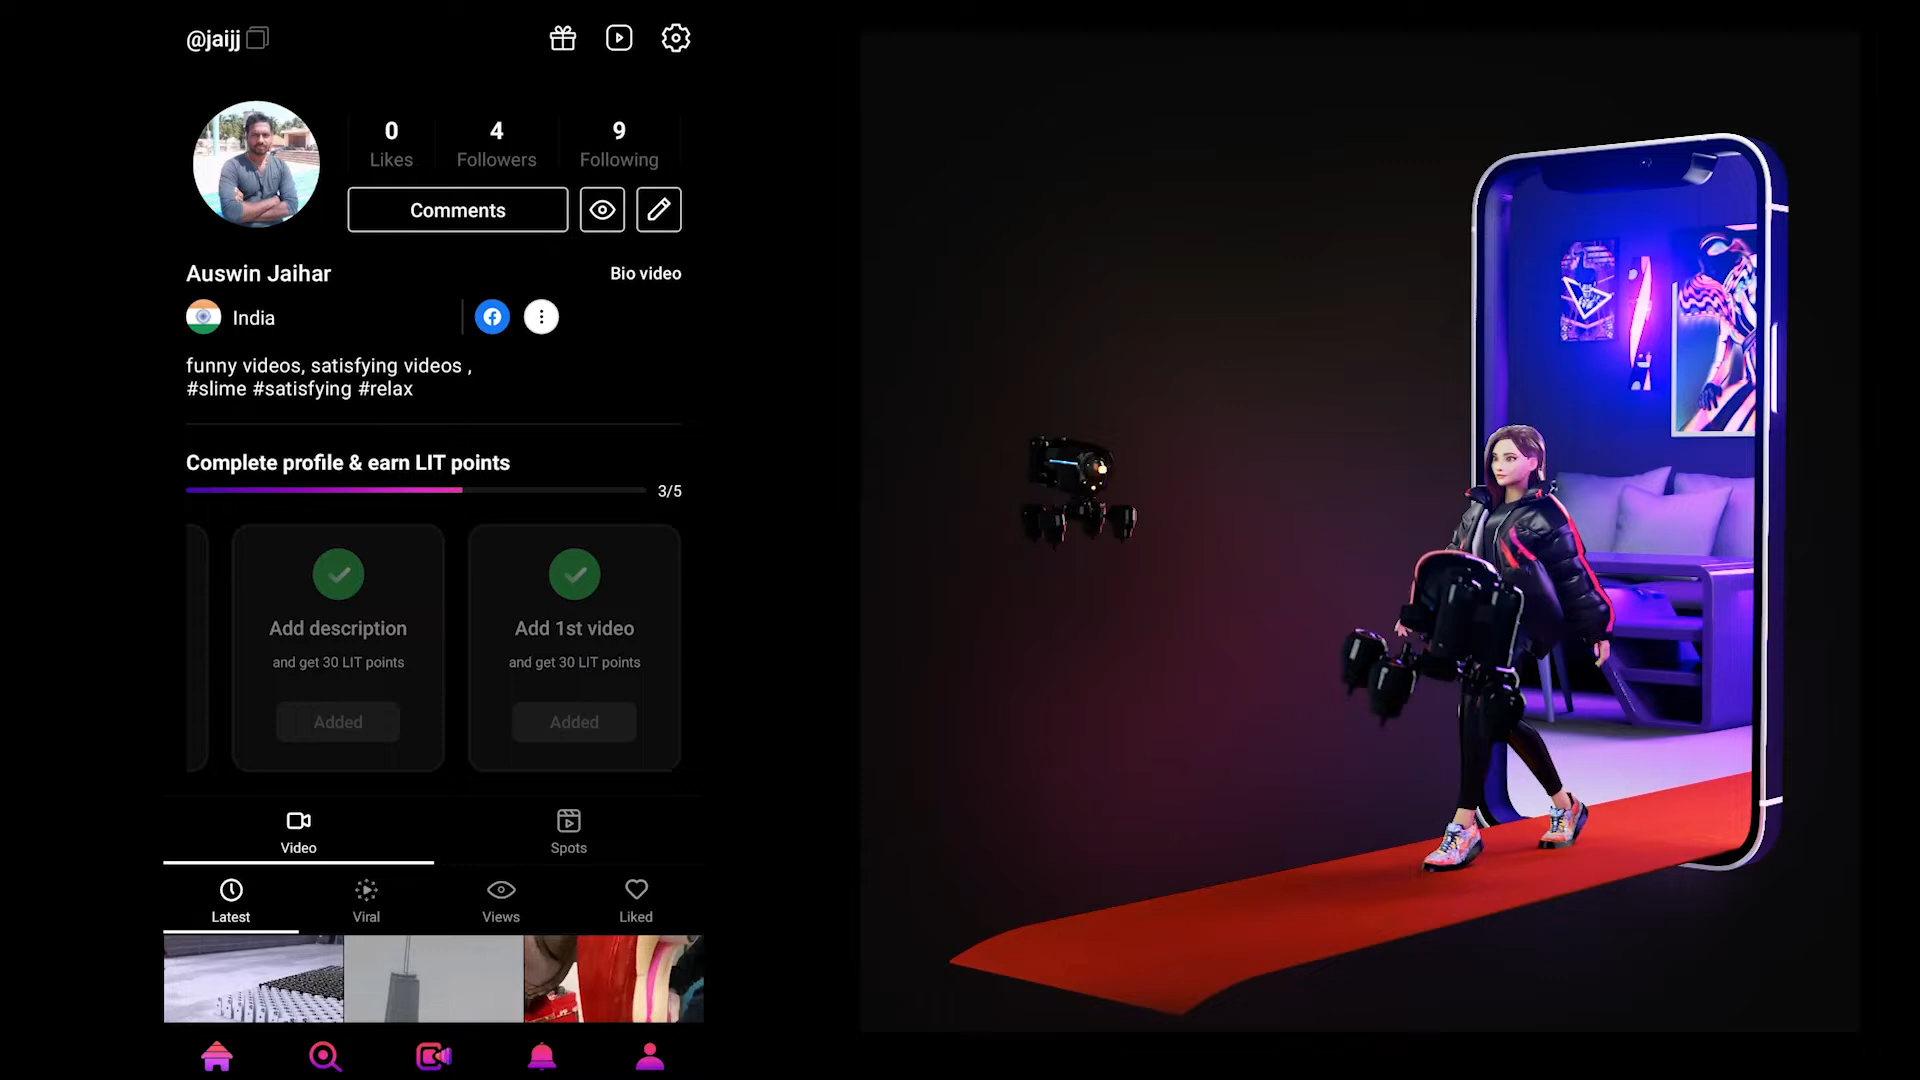 @jaijj
0 4 9
Likes Followers Following
Comments
Auswin Jaihar Bio video
India
funny videos, satisfying videos ,
#slime #satisfying #relax
Complete profile & earn LIT points
3/5
Add description Add 1st video
and get 30 LIT points and get 30 LIT points
Added Added
Video Spots
Latest Viral Views Liked